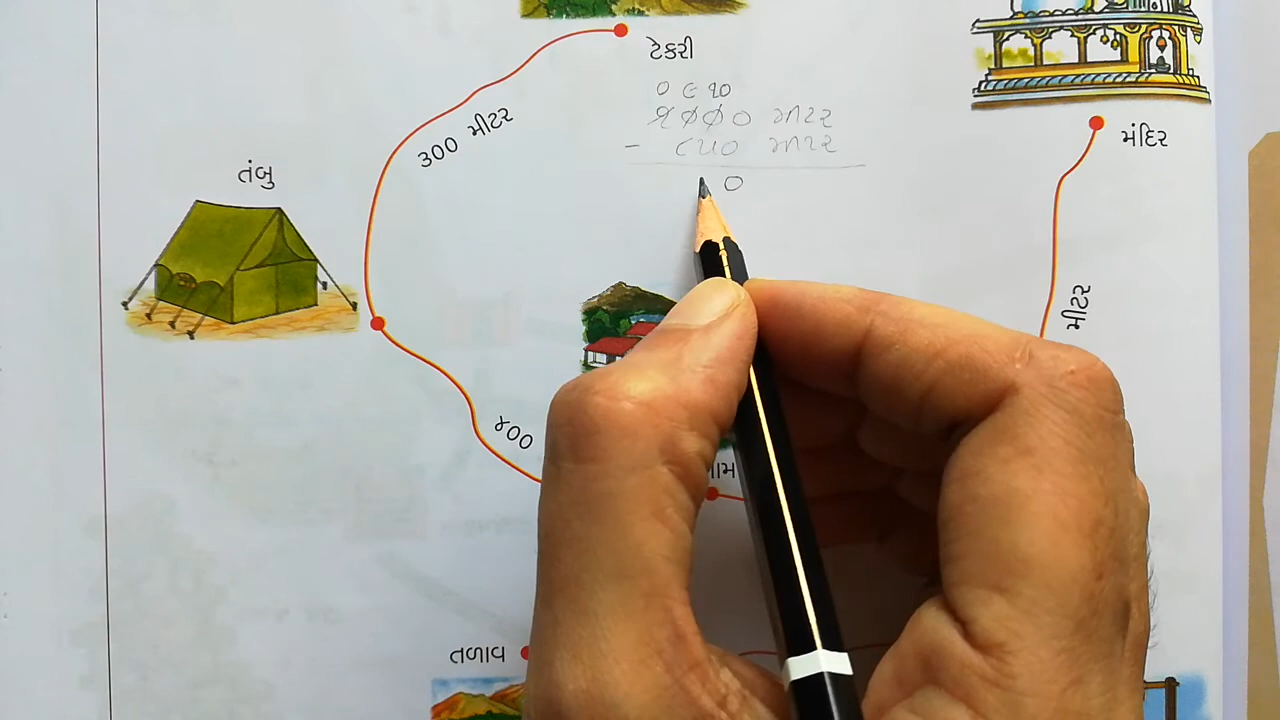 ટેકરી
૦ ૯ ૧૦
૧૦૦૦ મીટર
- ૮૫૦ મીટર
૦
૩૦૦ મીટર
મંદિર
તંબુ
મીટર
૪૦૦
તળાવ